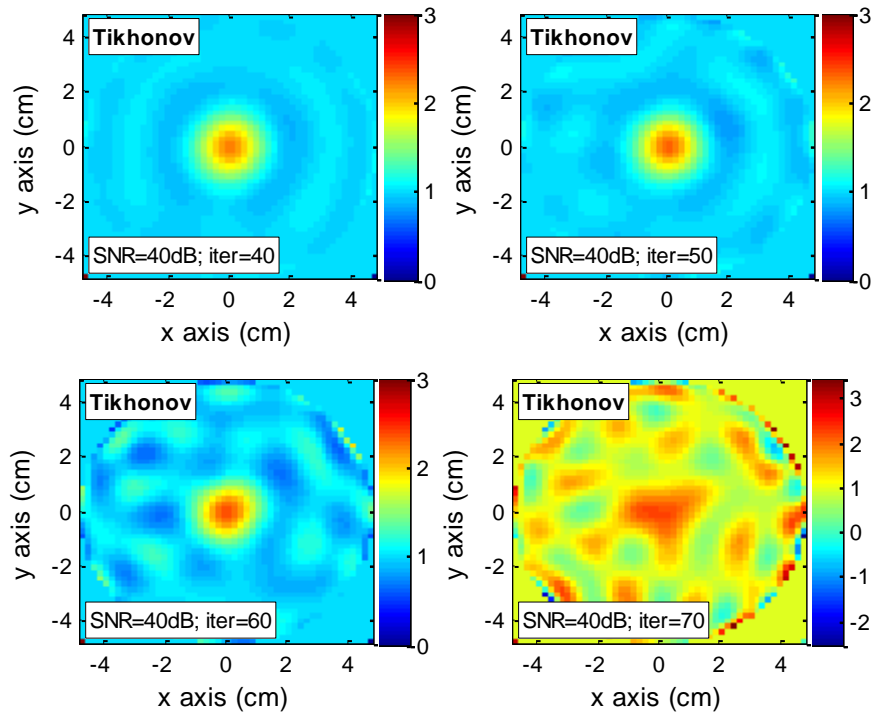 Tikhonov
SNR=40dB; iter=40
y axis (cm)
4
2
0
-2
-4
-4 -2 0 2 4
x axis (cm)
3
2
1
0
Tikhonov
SNR=40dB; iter=50
y axis (cm)
4
2
0
-2
-4
-4 -2 0 2 4
x axis (cm)
3
2
1
0
Tikhonov
SNR=40dB; iter=60
y axis (cm)
4
2
0
-2
-4
-4 -2 0 2 4
x axis (cm)
3
2
1
0
Tikhonov
SNR=40dB; iter=70
y axis (cm)
4
2
0
-2
-4
-4 -2 0 2 4
x axis (cm)
3
2
1
0
-1
-2